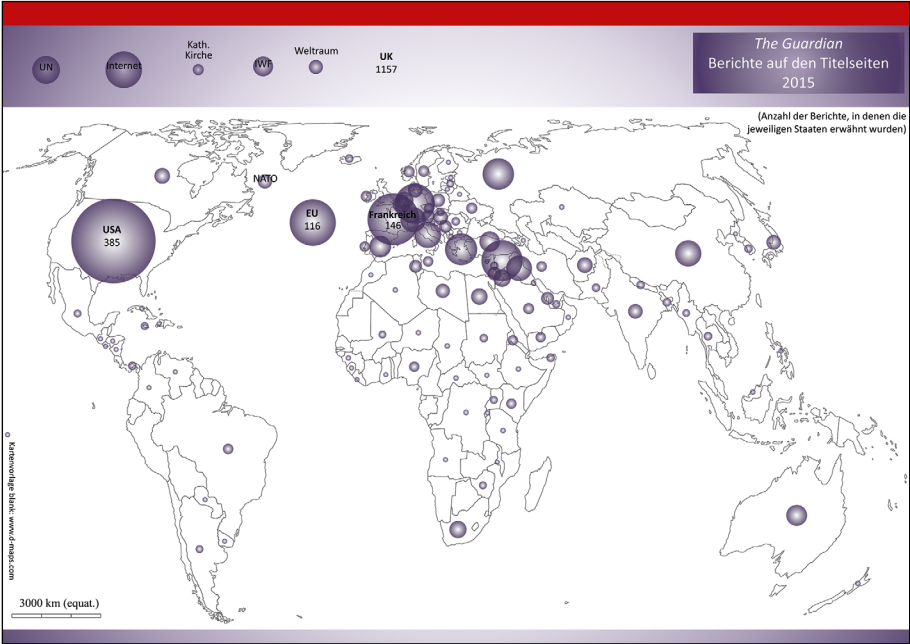 UN
Internet
Kath.
Kirche
IWF
Weltraum
UK
1157
The Guardian
Berichte auf den Titelseiten
2015
(Anzahl der Berichte, in denen die
jeweiligen Staaten erwähnt wurden)
NATO
USA
385
EU
116
Frankreich
146
Kartenvorlage blank: www.d-maps.com
3000 km (equat.)